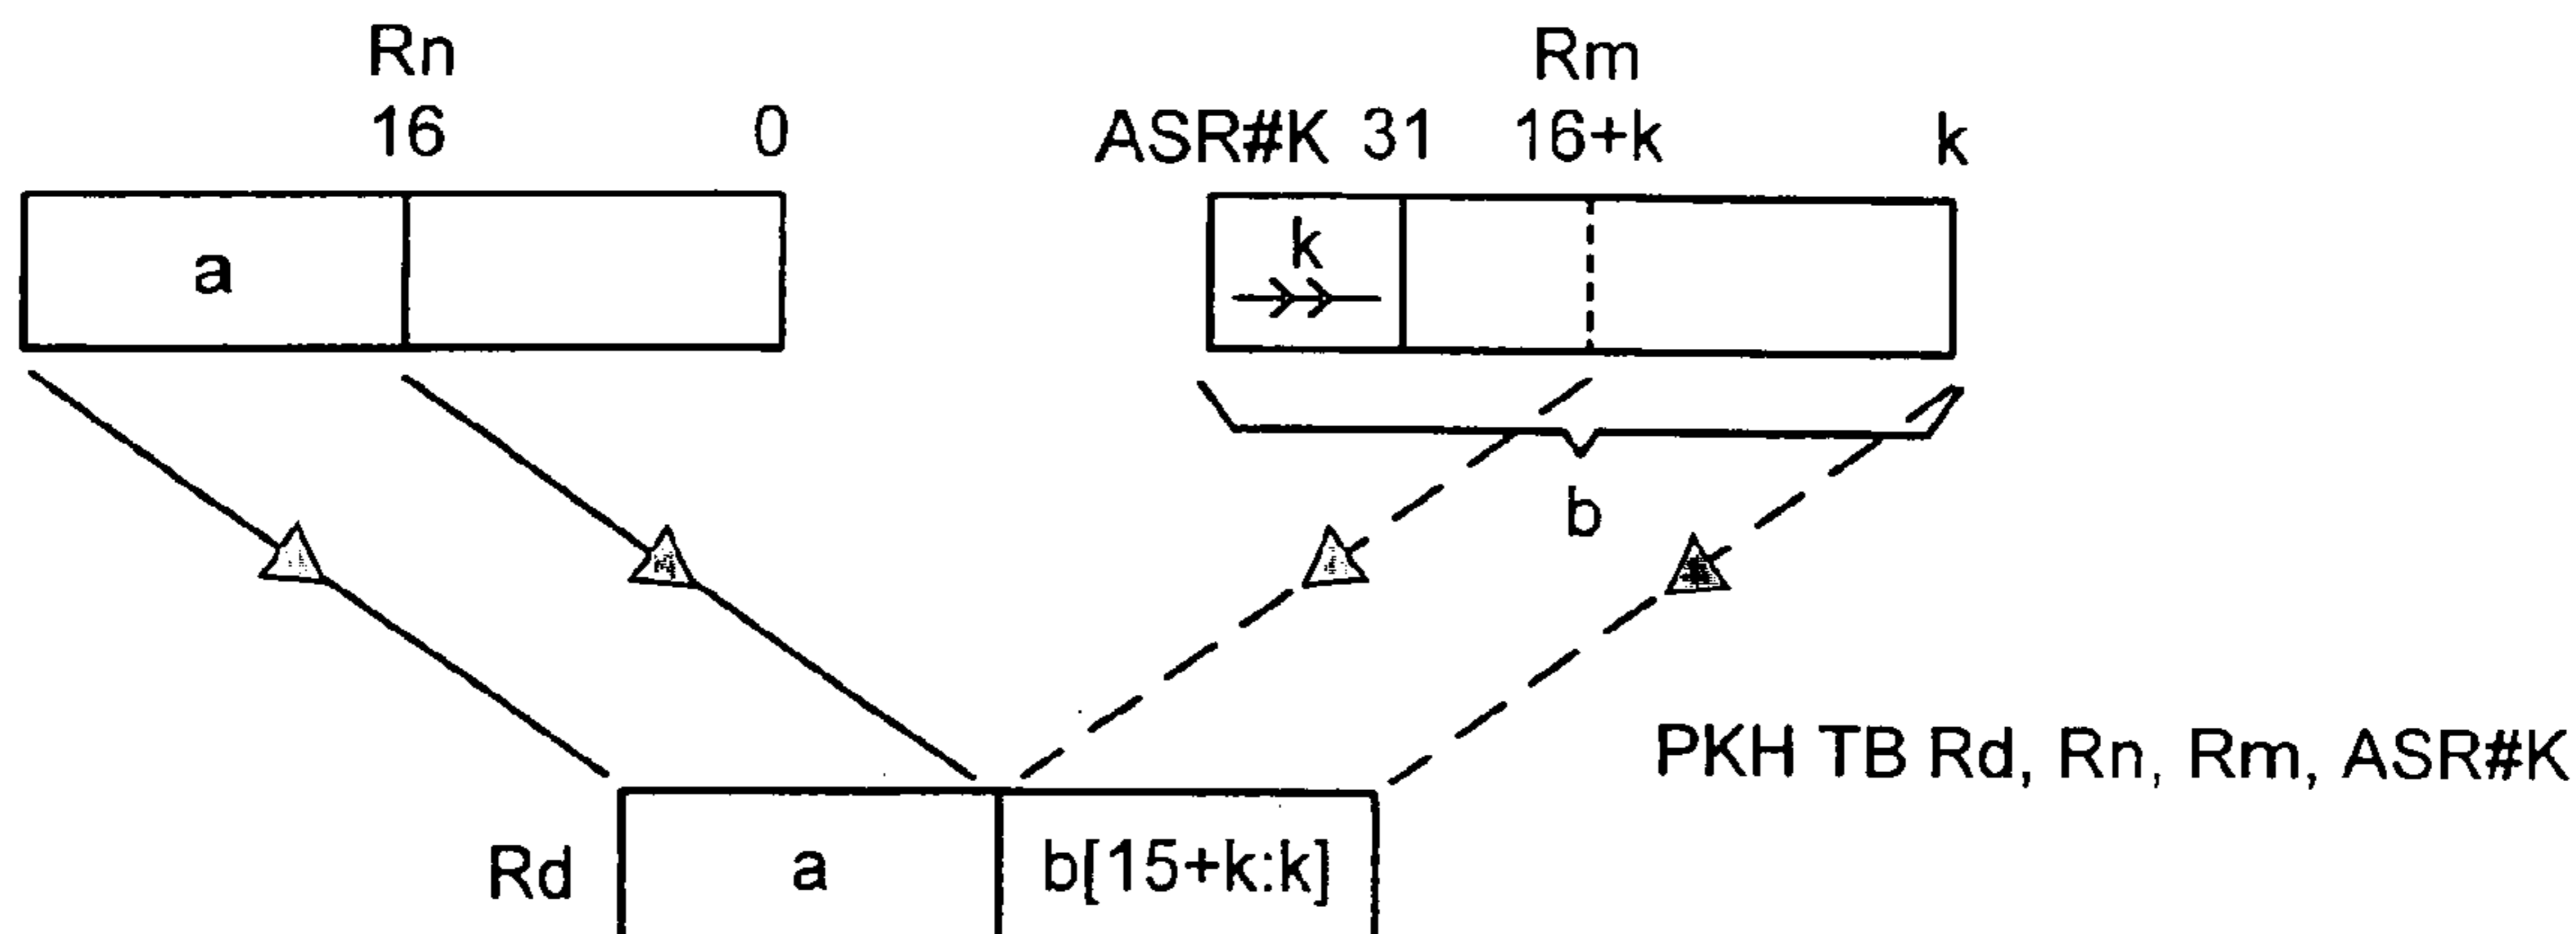 Rn
16 0
a
Rm
ASR#K 31 16+k k
k
b
PKH TB Rd, Rn, Rm, ASR#K
Rd a b[15+k:k]